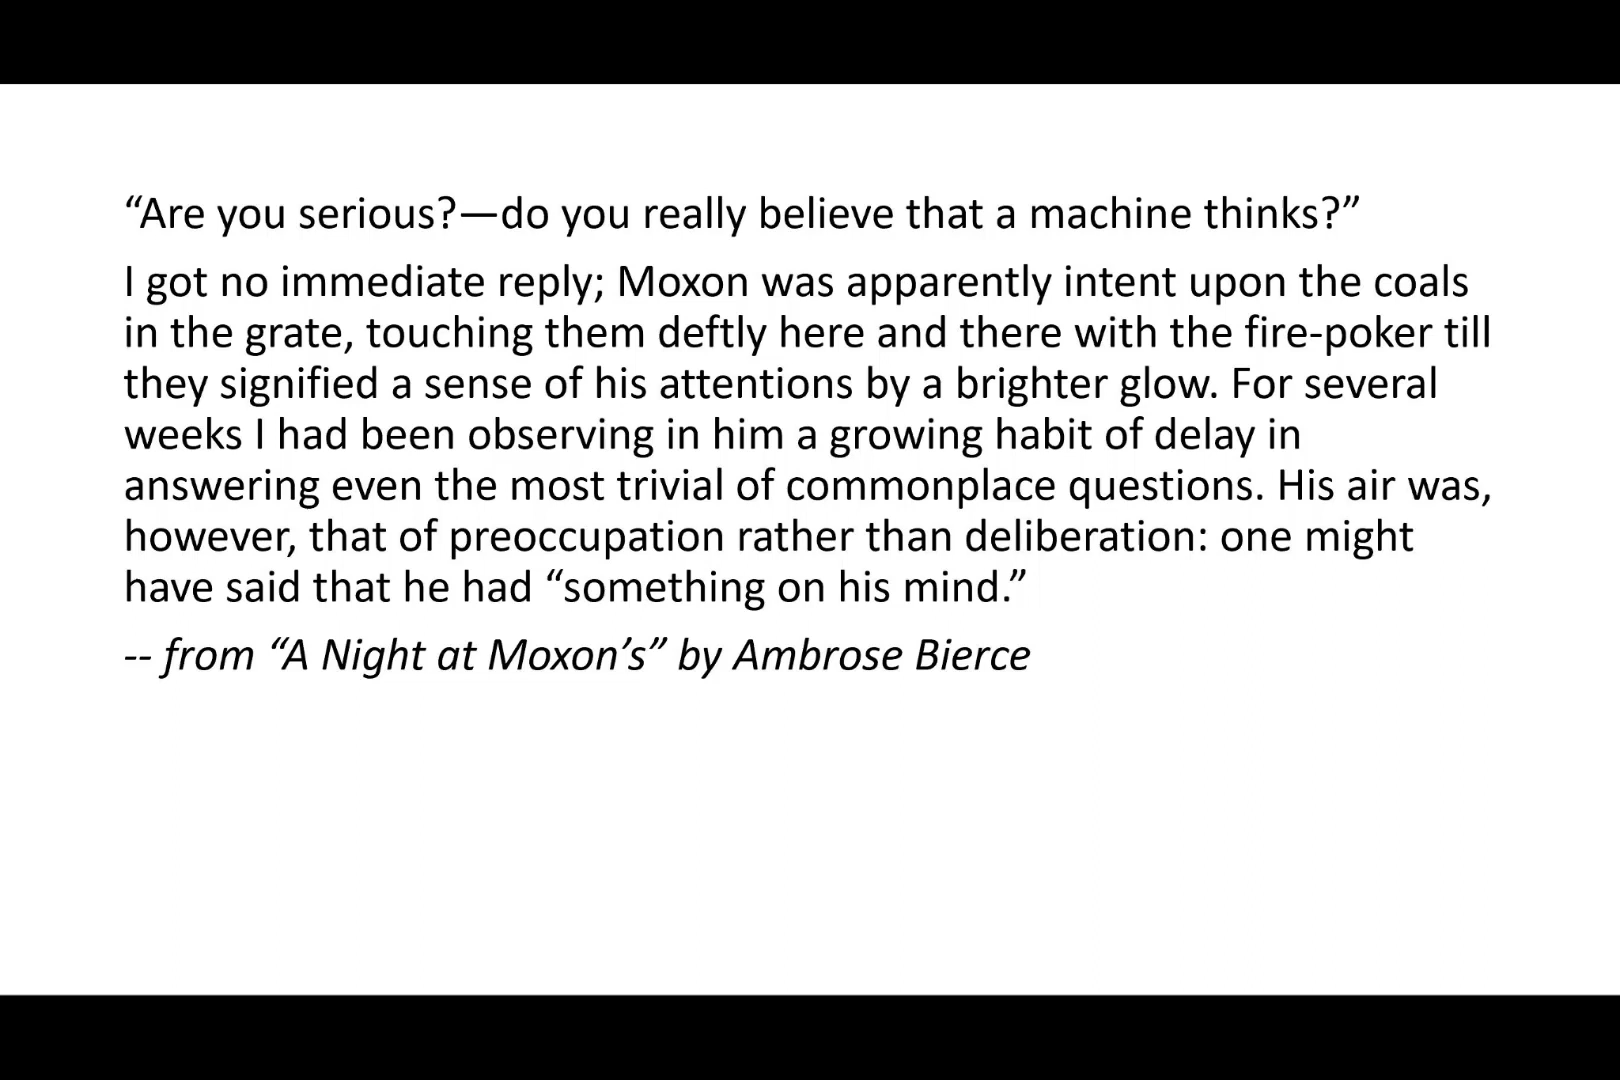 “Are you serious?—do you really believe that a machine thinks?”
I got no immediate reply; Moxon was apparently intent upon the coals
in the grate, touching them deftly here and there with the fire-poker till
they signified a sense of his attentions by a brighter glow. For several
weeks I had been observing in him a growing habit of delay in
answering even the most trivial of commonplace questions. His air was,
however, that of preoccupation rather than deliberation: one might
have said that he had “something on his mind.”
-- from “A Night at Moxon’s” by Ambrose Bierce